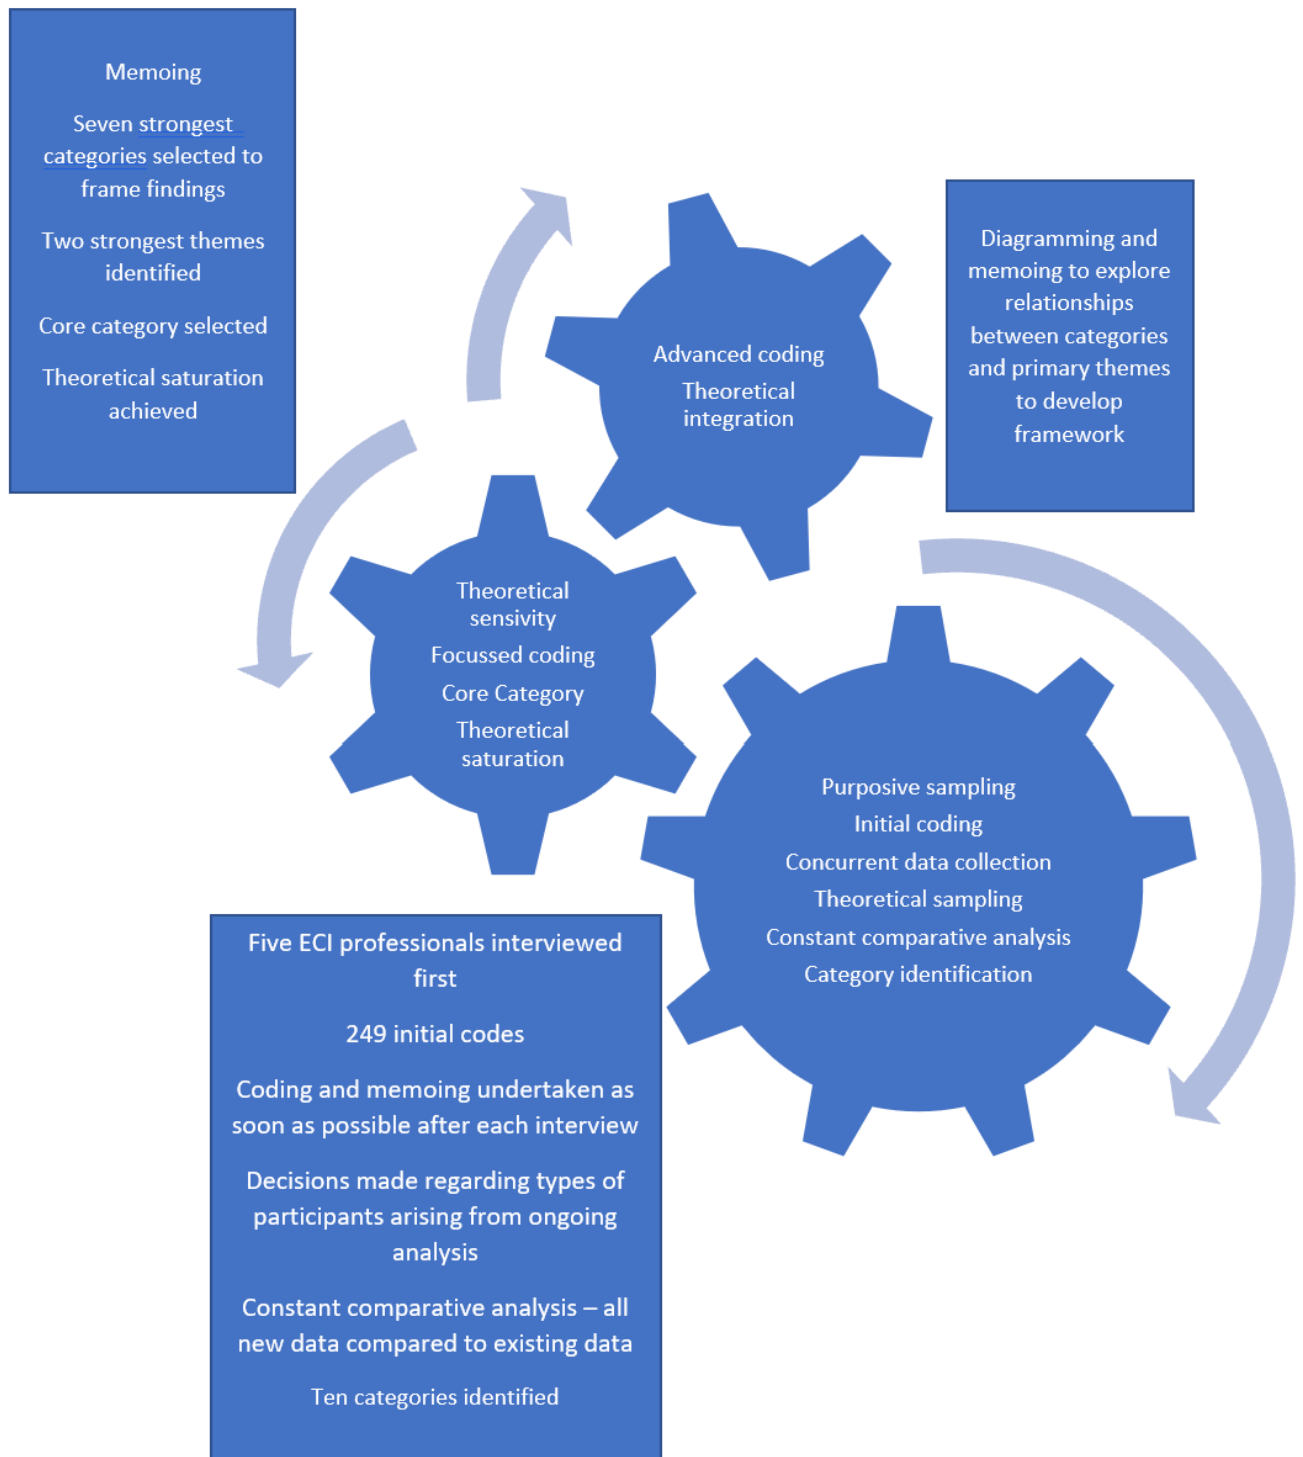 Memoing
Seven strongest
categories selected to
frame findings
Two strongest themes
identified
Core category selected
Theoretical saturation
achieved
Advanced coding
Theoretical
integration
Diagramming and
memoing to explore
relationships
between categories
and primary themes
to develop
framework
Theoretical
sensivity
Focussed coding
Core Category
Theoretical
saturation
Purposive sampling
Initial coding
Concurrent data collection
Theoretical sampling
Constant comparative analysis
Category identification
Five ECI professionals interviewed
first
249 initial codes
Coding and memoing undertaken as
soon as possible after each interview
Decisions made regarding types of
participants arising from ongoing
analysis
Constant comparative analysis – all
new data compared to existing data
Ten categories identified